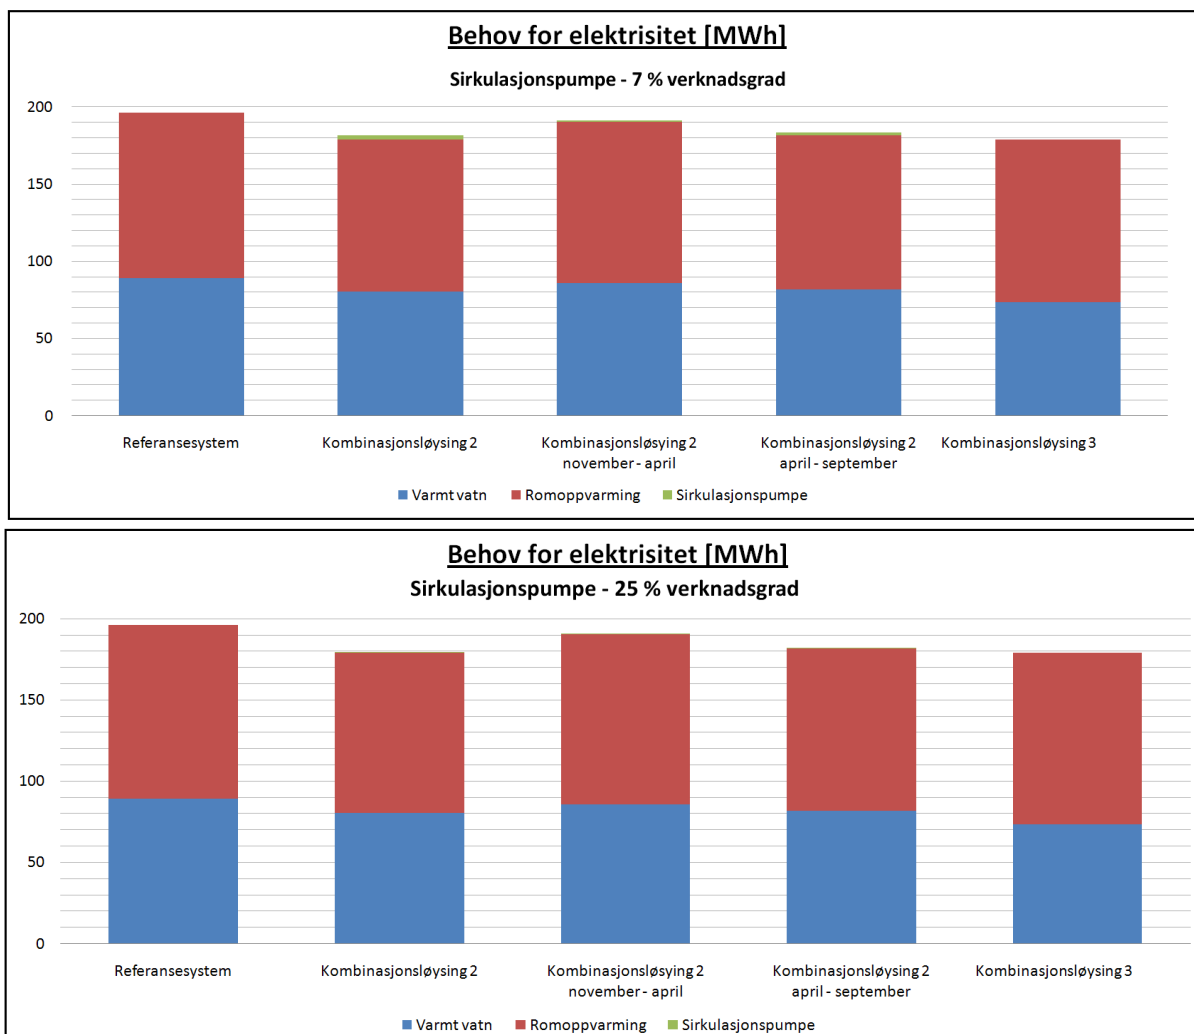 Behov for elektrisitet [MWh]
Sirkulasjonspumpe - 7 % verknadsgrad
200
150
100
50
0
Referansesystem
Kombinasjonsløysing 2
Kombinasjonsløsying 2
november - april
Kombinasjonsløysing 2
april - september
Kombinasjonsløysing 3
Varmt vatn
Romoppvarming
Sirkulasjonspumpe
Behov for elektrisitet [MWh]
Sirkulasjonspumpe - 25 % verknadsgrad
200
150
100
50
0
Referansesystem
Kombinasjonsløysing 2
Kombinasjonsløsying 2
november - april
Kombinasjonsløysing 2
april - september
Kombinasjonsløysing 3
Varmt vatn
Romoppvarming
Sirkulasjonspumpe